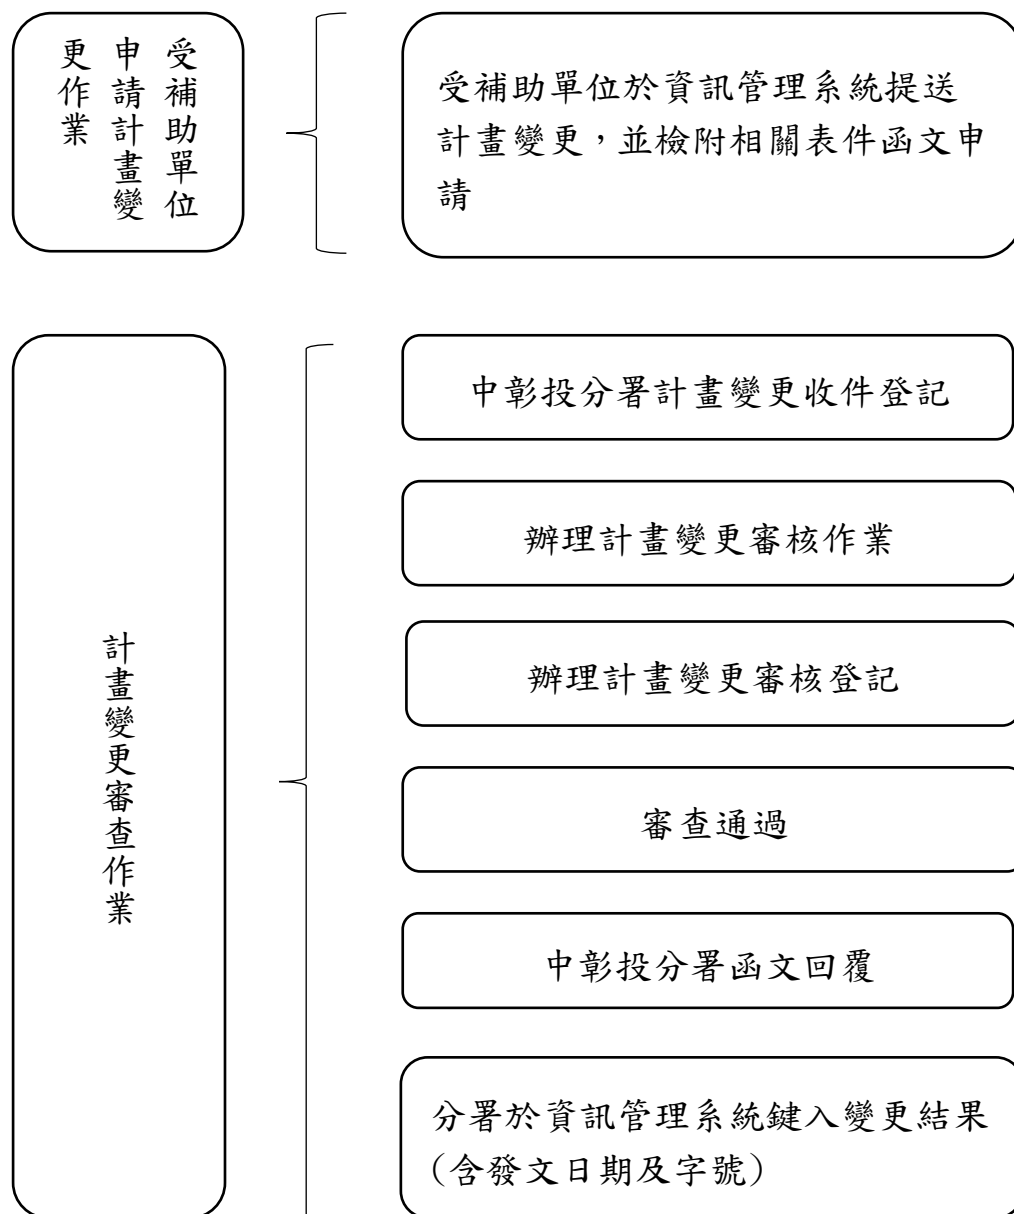 受補助單位
申請計畫變
更作業
受補助單位於資訊管理系統提送
計畫變更，並檢附相關表件函文申
請
計畫變更審查作業
中彰投分署計畫變更收件登記
辦理計畫變更審核作業
辦理計畫變更審核登記
審查通過
中彰投分署函文回覆
分署於資訊管理系統鍵入變更結果
(含發文日期及字號)